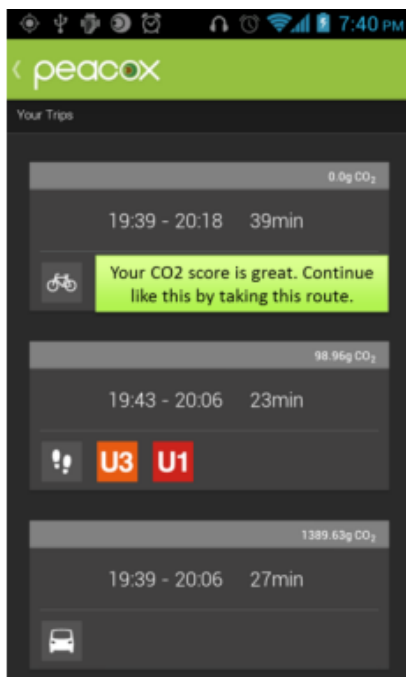 7:40 PM
peacox
Your Trips
0.0g CO₂
19:39 - 20:18 39min
Your CO2 score is great. Continue
like this by taking this route.
98.96g CO₂
19:43 - 20:06 23min
U3 U1
1389.63g CO₂
19:39 - 20:06 27min